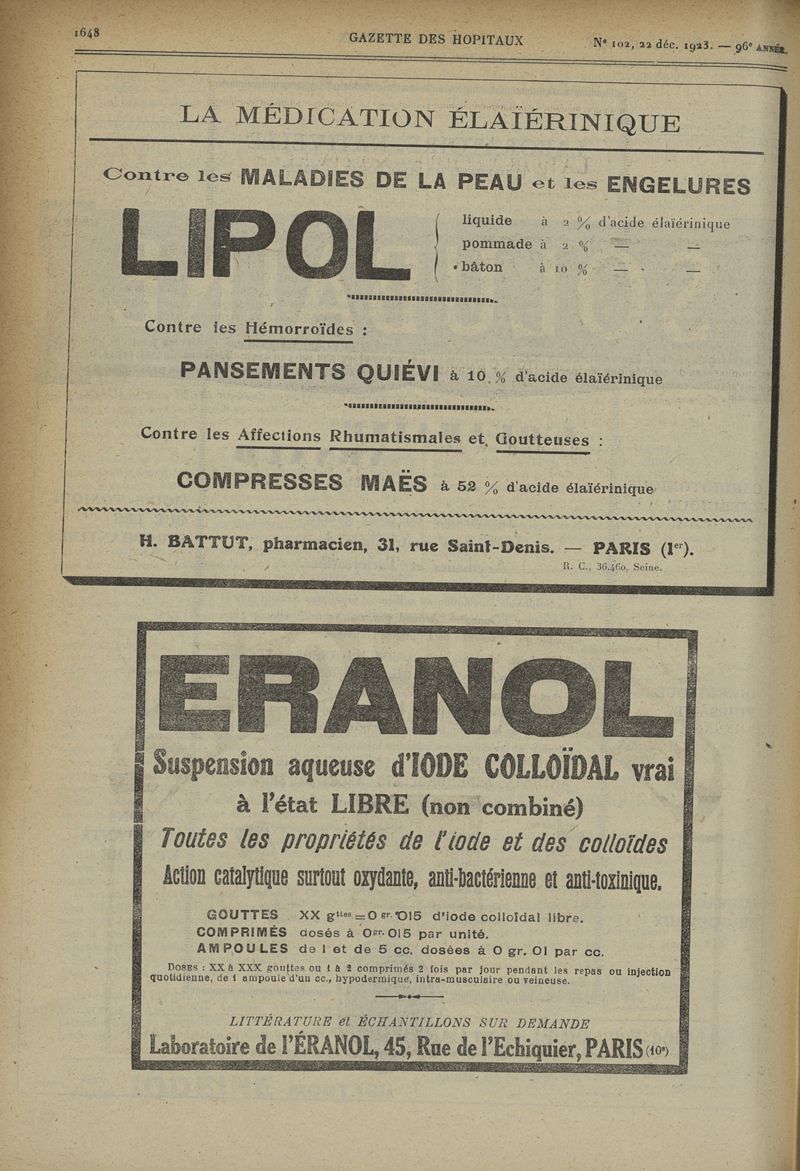 1648
GAZETTE DES HOPITAUX
N° 102, 22 déc. 1923. — 96e ANNÉE.
LA MÉDICATION ÉLAÏÉRINIQUE
Contre les MALADIES DE LA PEAU et les ENGELURES
LIPOL
liquide à 2 % d'acide élaïérinique
pommade à 2 % — —
bâton à 10 % — —
Contre les Hémorroïdes :
PANSEMENTS QUIÉVI à 10 % d'acide élaïérinique
Contre les Affections Rhumatismales et Goutteuses :
COMPRESSES MAËS à 52 % d'acide élaïérinique
H. BATTUT, pharmacien, 31, rue Saint-Denis. — PARIS (1er).
R. C., 36.460, Seine.
ERANOL
Suspension aqueuse d'IODE COLLOÏDAL vrai
à l'état LIBRE (non combiné)
Toutes les propriétés de l'iode et des colloïdes
Action catalytique surtout oxydante, anti-bactérienne et anti-toxinique.
GOUTTES XX gttes = 0 gr. 015 d'iode colloïdal libre.
COMPRIMÉS dosés à 0gr. 015 par unité.
AMPOULES de 1 et de 5 cc. dosées à 0 gr. 01 par cc.
DOSES : XX à XXX gouttes ou 1 à 2 comprimés 2 fois par jour pendant les repas ou injection
quotidienne, de 1 ampoule d'un cc., hypodermique, intra-musculaire ou veineuse.
LITTÉRATURE et ÉCHANTILLONS SUR DEMANDE
Laboratoire de l'ÉRANOL, 45, Rue de l'Echiquier, PARIS (10e)